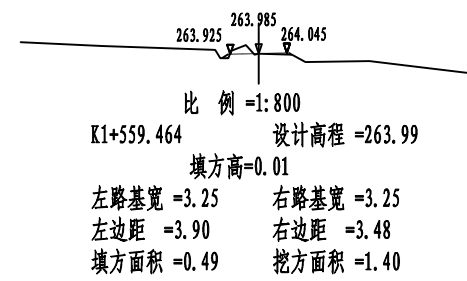 263.985
263.925
264.045
比 例 =1:800
K1+559.464 设计高程 =263.99
填方高=0.01
左路基宽 =3.25 右路基宽 =3.25
左边距 =3.90 右边距 =3.48
填方面积 =0.49 挖方面积 =1.40